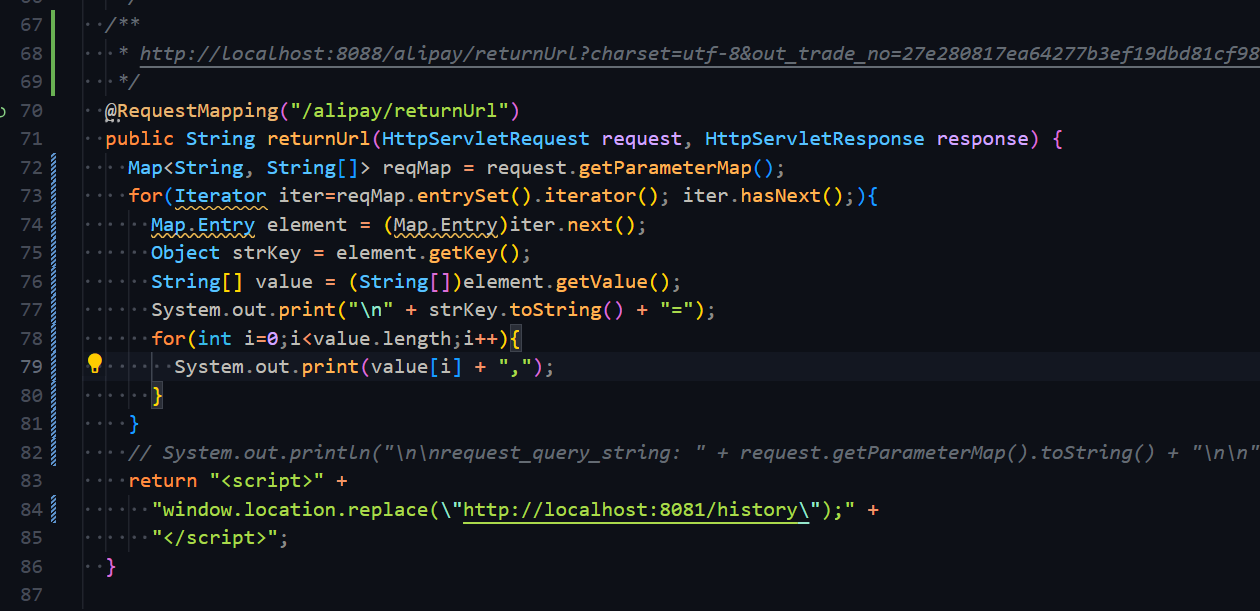 67 /**
68 * http://localhost:8088/alipay/returnUrl?charset=utf-8&out_trade_no=27e280817ea64277b3ef19dbd81cf98
69 */
70 @RequestMapping("/alipay/returnUrl")
71 public String returnUrl(HttpServletRequest request, HttpServletResponse response) {
72 Map<String, String[]> reqMap = request.getParameterMap();
73 for(Iterator iter=reqMap.entrySet().iterator(); iter.hasNext();){
74 Map.Entry element = (Map.Entry)iter.next();
75 Object strKey = element.getKey();
76 String[] value = (String[])element.getValue();
77 System.out.print("\n" + strKey.toString() + "=");
78 for(int i=0;i<value.length;i++){
79 System.out.print(value[i] + ",");
80 }
81 }
82 // System.out.println("\n\nrequest_query_string: " + request.getParameterMap().toString() + "\n\n"
83 return "<script>" +
84 "window.location.replace(\"http://localhost:8081/history\");" +
85 "</script>";
86 }
87